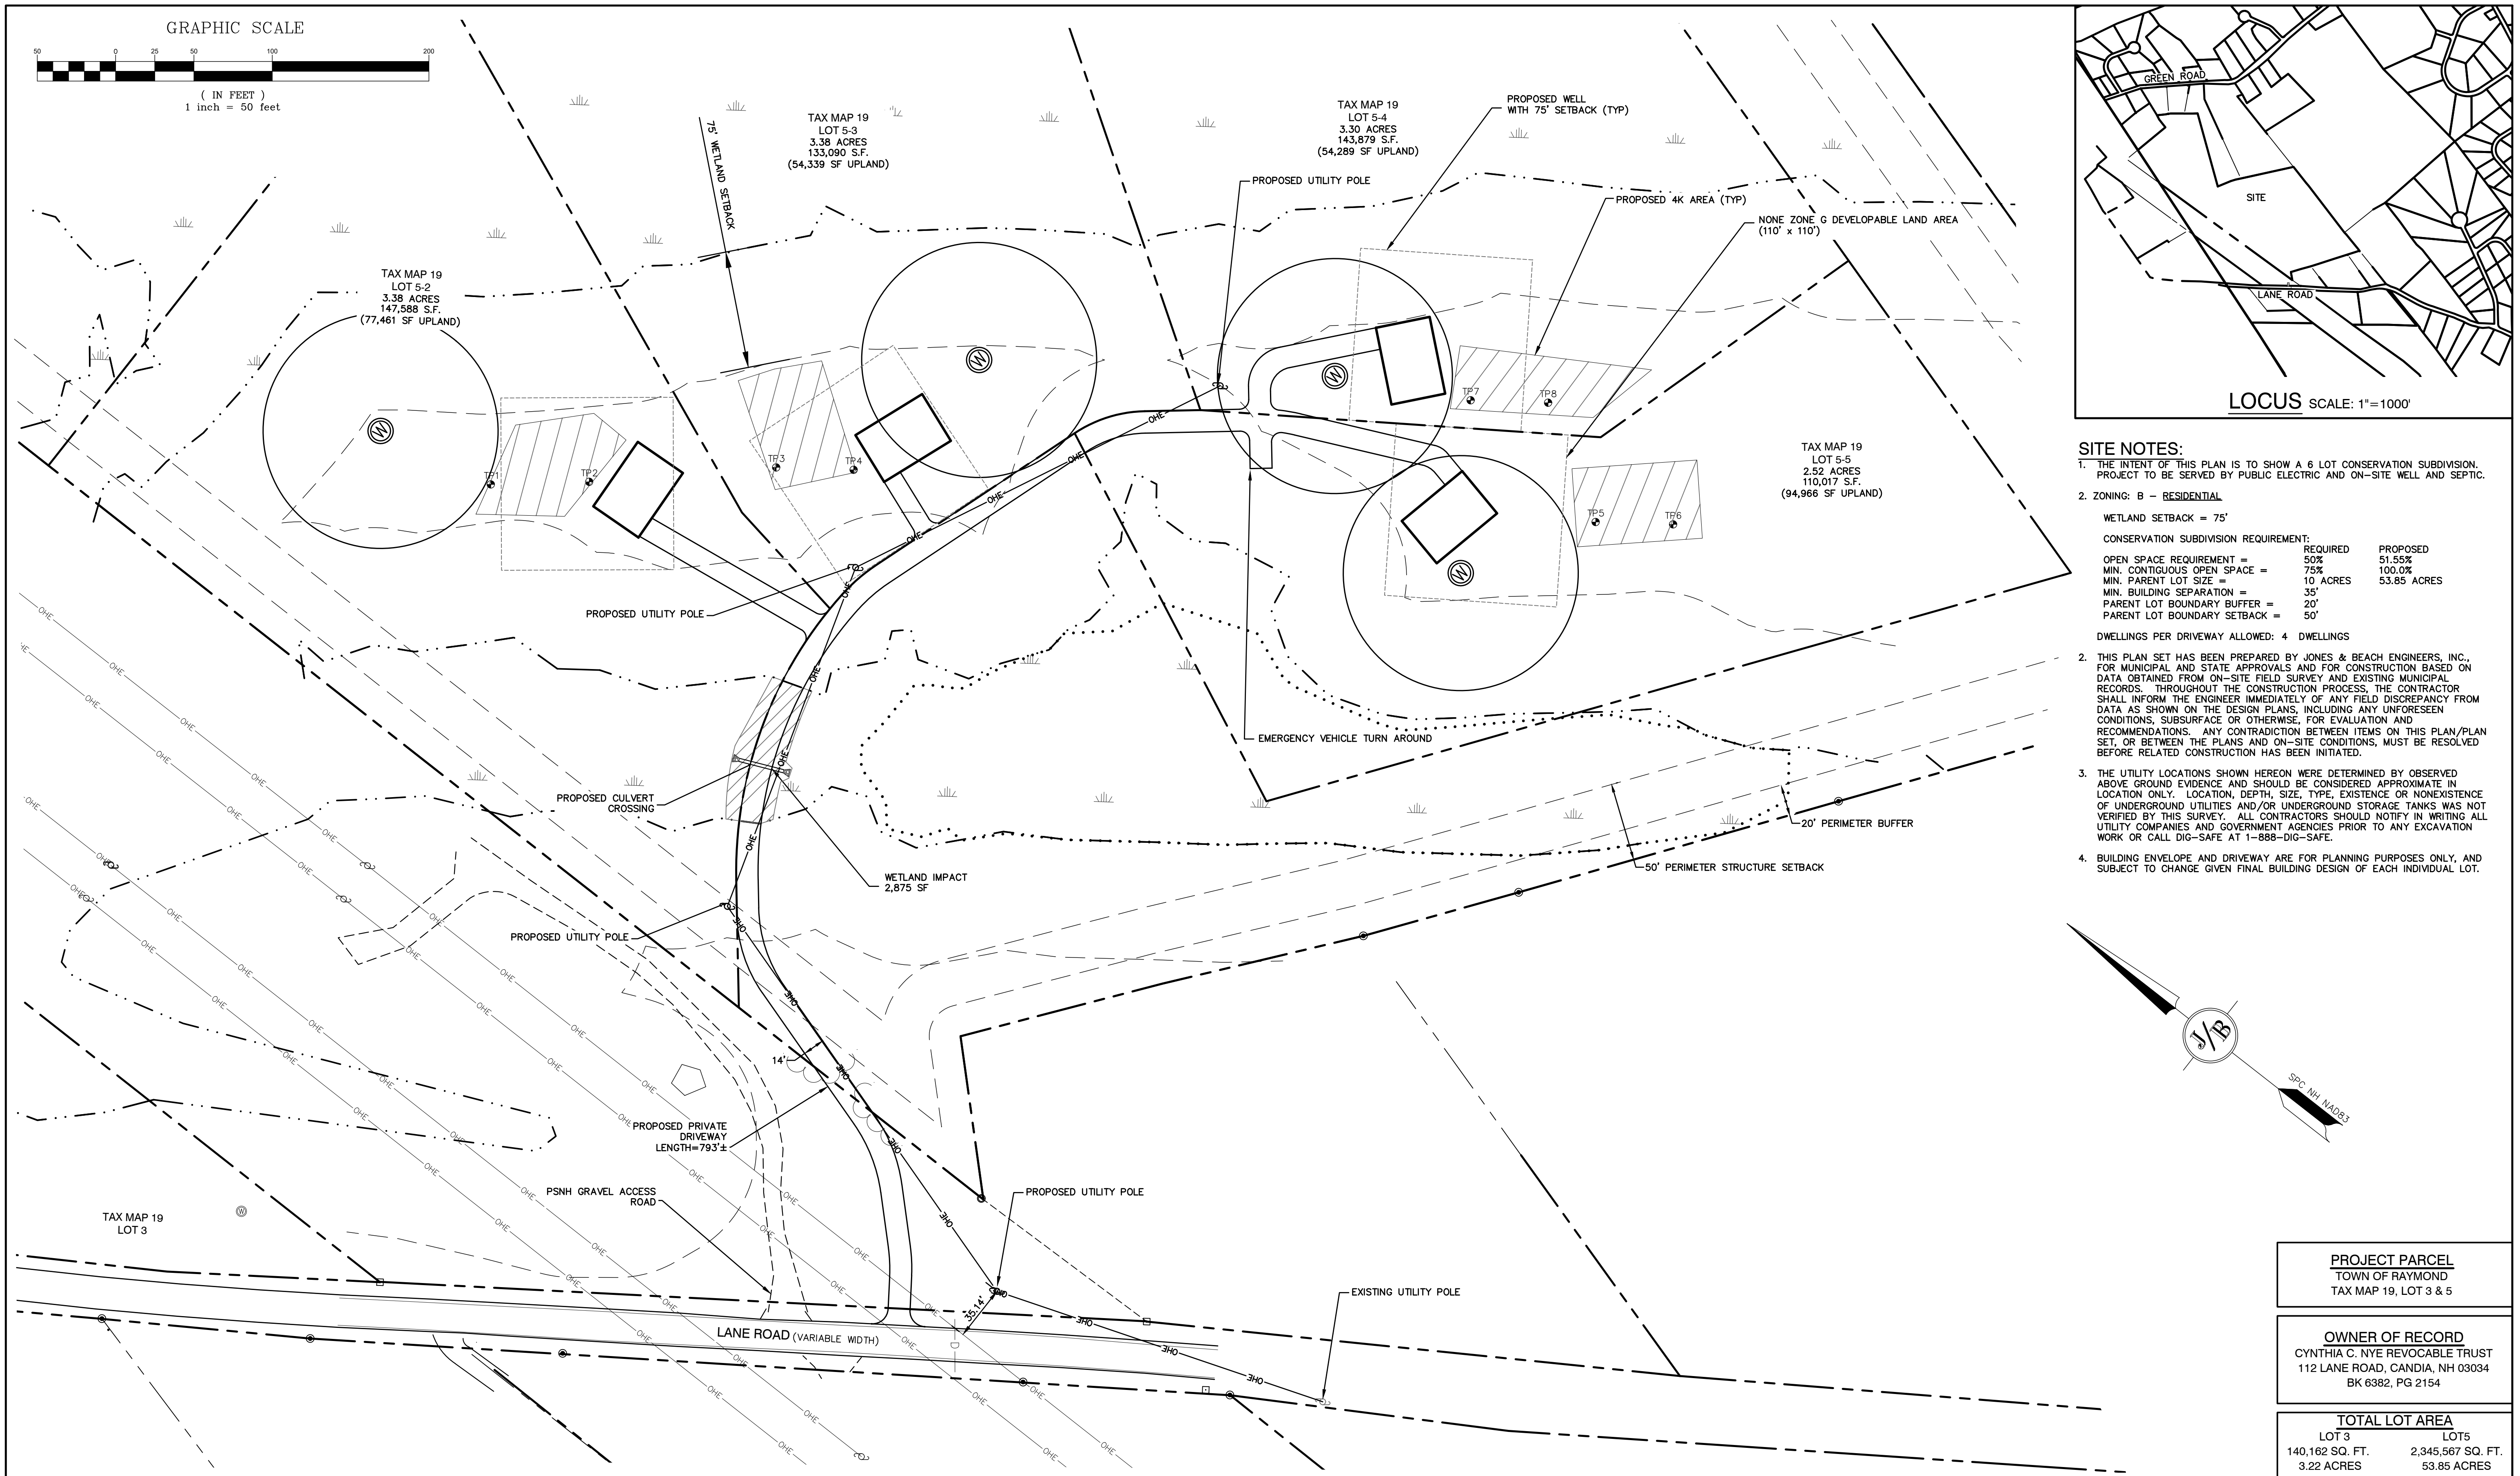 GRAPHIC SCALE
50 0 25 50 100 200
( IN FEET )
1 inch = 50 feet
TAX MAP 19
LOT 5-2
3.38 ACRES
147,588 S.F.
(77,461 SF UPLAND)
75' WETLAND SETBACK
TAX MAP 19
LOT 5-3
3.38 ACRES
133,090 S.F.
(54,339 SF UPLAND)
TAX MAP 19
LOT 5-4
3.30 ACRES
143,879 S.F.
(54,289 SF UPLAND)
PROPOSED WELL
WITH 75' SETBACK (TYP)
PROPOSED UTILITY POLE
PROPOSED 4K AREA (TYP)
NONE ZONE G DEVELOPABLE LAND AREA
(110' x 110')
W
W
W
W
TP1
TP2
TP3
TP4
TP7
TP8
TP5
TP6
TAX MAP 19
LOT 5-5
2.52 ACRES
110,017 S.F.
(94,966 SF UPLAND)
OHE
OHE
OHE
OHE
PROPOSED UTILITY POLE
OHE
OHE
OHE
EMERGENCY VEHICLE TURN AROUND
PROPOSED CULVERT
CROSSING
OHE
WETLAND IMPACT
2,875 SF
20' PERIMETER BUFFER
50' PERIMETER STRUCTURE SETBACK
PROPOSED UTILITY POLE
OHE
OHE
14'
OHE
OHE
PROPOSED PRIVATE
DRIVEWAY
LENGTH=793'±
PSNH GRAVEL ACCESS
ROAD
OHE
PROPOSED UTILITY POLE
TAX MAP 19
LOT 3
W
35.14'
OHE
OHE
OHE
EXISTING UTILITY POLE
LANE ROAD (VARIABLE WIDTH)
D
GREEN ROAD
SITE
LANE ROAD
LOCUS SCALE: 1"=1000'
SITE NOTES:
1. THE INTENT OF THIS PLAN IS TO SHOW A 6 LOT CONSERVATION SUBDIVISION.
PROJECT TO BE SERVED BY PUBLIC ELECTRIC AND ON-SITE WELL AND SEPTIC.
2. ZONING: B – RESIDENTIAL
WETLAND SETBACK = 75'
CONSERVATION SUBDIVISION REQUIREMENT:
REQUIRED PROPOSED
OPEN SPACE REQUIREMENT = 50% 51.55%
MIN. CONTIGUOUS OPEN SPACE = 75% 100.0%
MIN. PARENT LOT SIZE = 10 ACRES 53.85 ACRES
MIN. BUILDING SEPARATION = 35'
PARENT LOT BOUNDARY BUFFER = 20'
PARENT LOT BOUNDARY SETBACK = 50'
DWELLINGS PER DRIVEWAY ALLOWED: 4 DWELLINGS
2. THIS PLAN SET HAS BEEN PREPARED BY JONES & BEACH ENGINEERS, INC.,
FOR MUNICIPAL AND STATE APPROVALS AND FOR CONSTRUCTION BASED ON
DATA OBTAINED FROM ON-SITE FIELD SURVEY AND EXISTING MUNICIPAL
RECORDS. THROUGHOUT THE CONSTRUCTION PROCESS, THE CONTRACTOR
SHALL INFORM THE ENGINEER IMMEDIATELY OF ANY FIELD DISCREPANCY FROM
DATA AS SHOWN ON THE DESIGN PLANS, INCLUDING ANY UNFORESEEN
CONDITIONS, SUBSURFACE OR OTHERWISE, FOR EVALUATION AND
RECOMMENDATIONS. ANY CONTRADICTION BETWEEN ITEMS ON THIS PLAN/PLAN
SET, OR BETWEEN THE PLANS AND ON-SITE CONDITIONS, MUST BE RESOLVED
BEFORE RELATED CONSTRUCTION HAS BEEN INITIATED.
3. THE UTILITY LOCATIONS SHOWN HEREON WERE DETERMINED BY OBSERVED
ABOVE GROUND EVIDENCE AND SHOULD BE CONSIDERED APPROXIMATE IN
LOCATION ONLY. LOCATION, DEPTH, SIZE, TYPE, EXISTENCE OR NONEXISTENCE
OF UNDERGROUND UTILITIES AND/OR UNDERGROUND STORAGE TANKS WAS NOT
VERIFIED BY THIS SURVEY. ALL CONTRACTORS SHOULD NOTIFY IN WRITING ALL
UTILITY COMPANIES AND GOVERNMENT AGENCIES PRIOR TO ANY EXCAVATION
WORK OR CALL DIG-SAFE AT 1-888-DIG-SAFE.
4. BUILDING ENVELOPE AND DRIVEWAY ARE FOR PLANNING PURPOSES ONLY, AND
SUBJECT TO CHANGE GIVEN FINAL BUILDING DESIGN OF EACH INDIVIDUAL LOT.
J/B
SPC NH NAD83
PROJECT PARCEL
TOWN OF RAYMOND
TAX MAP 19, LOT 3 & 5
OWNER OF RECORD
CYNTHIA C. NYE REVOCABLE TRUST
112 LANE ROAD, CANDIA, NH 03034
BK 6382, PG 2154
TOTAL LOT AREA
LOT 3 LOT5
140,162 SQ. FT. 2,345,567 SQ. FT.
3.22 ACRES 53.85 ACRES